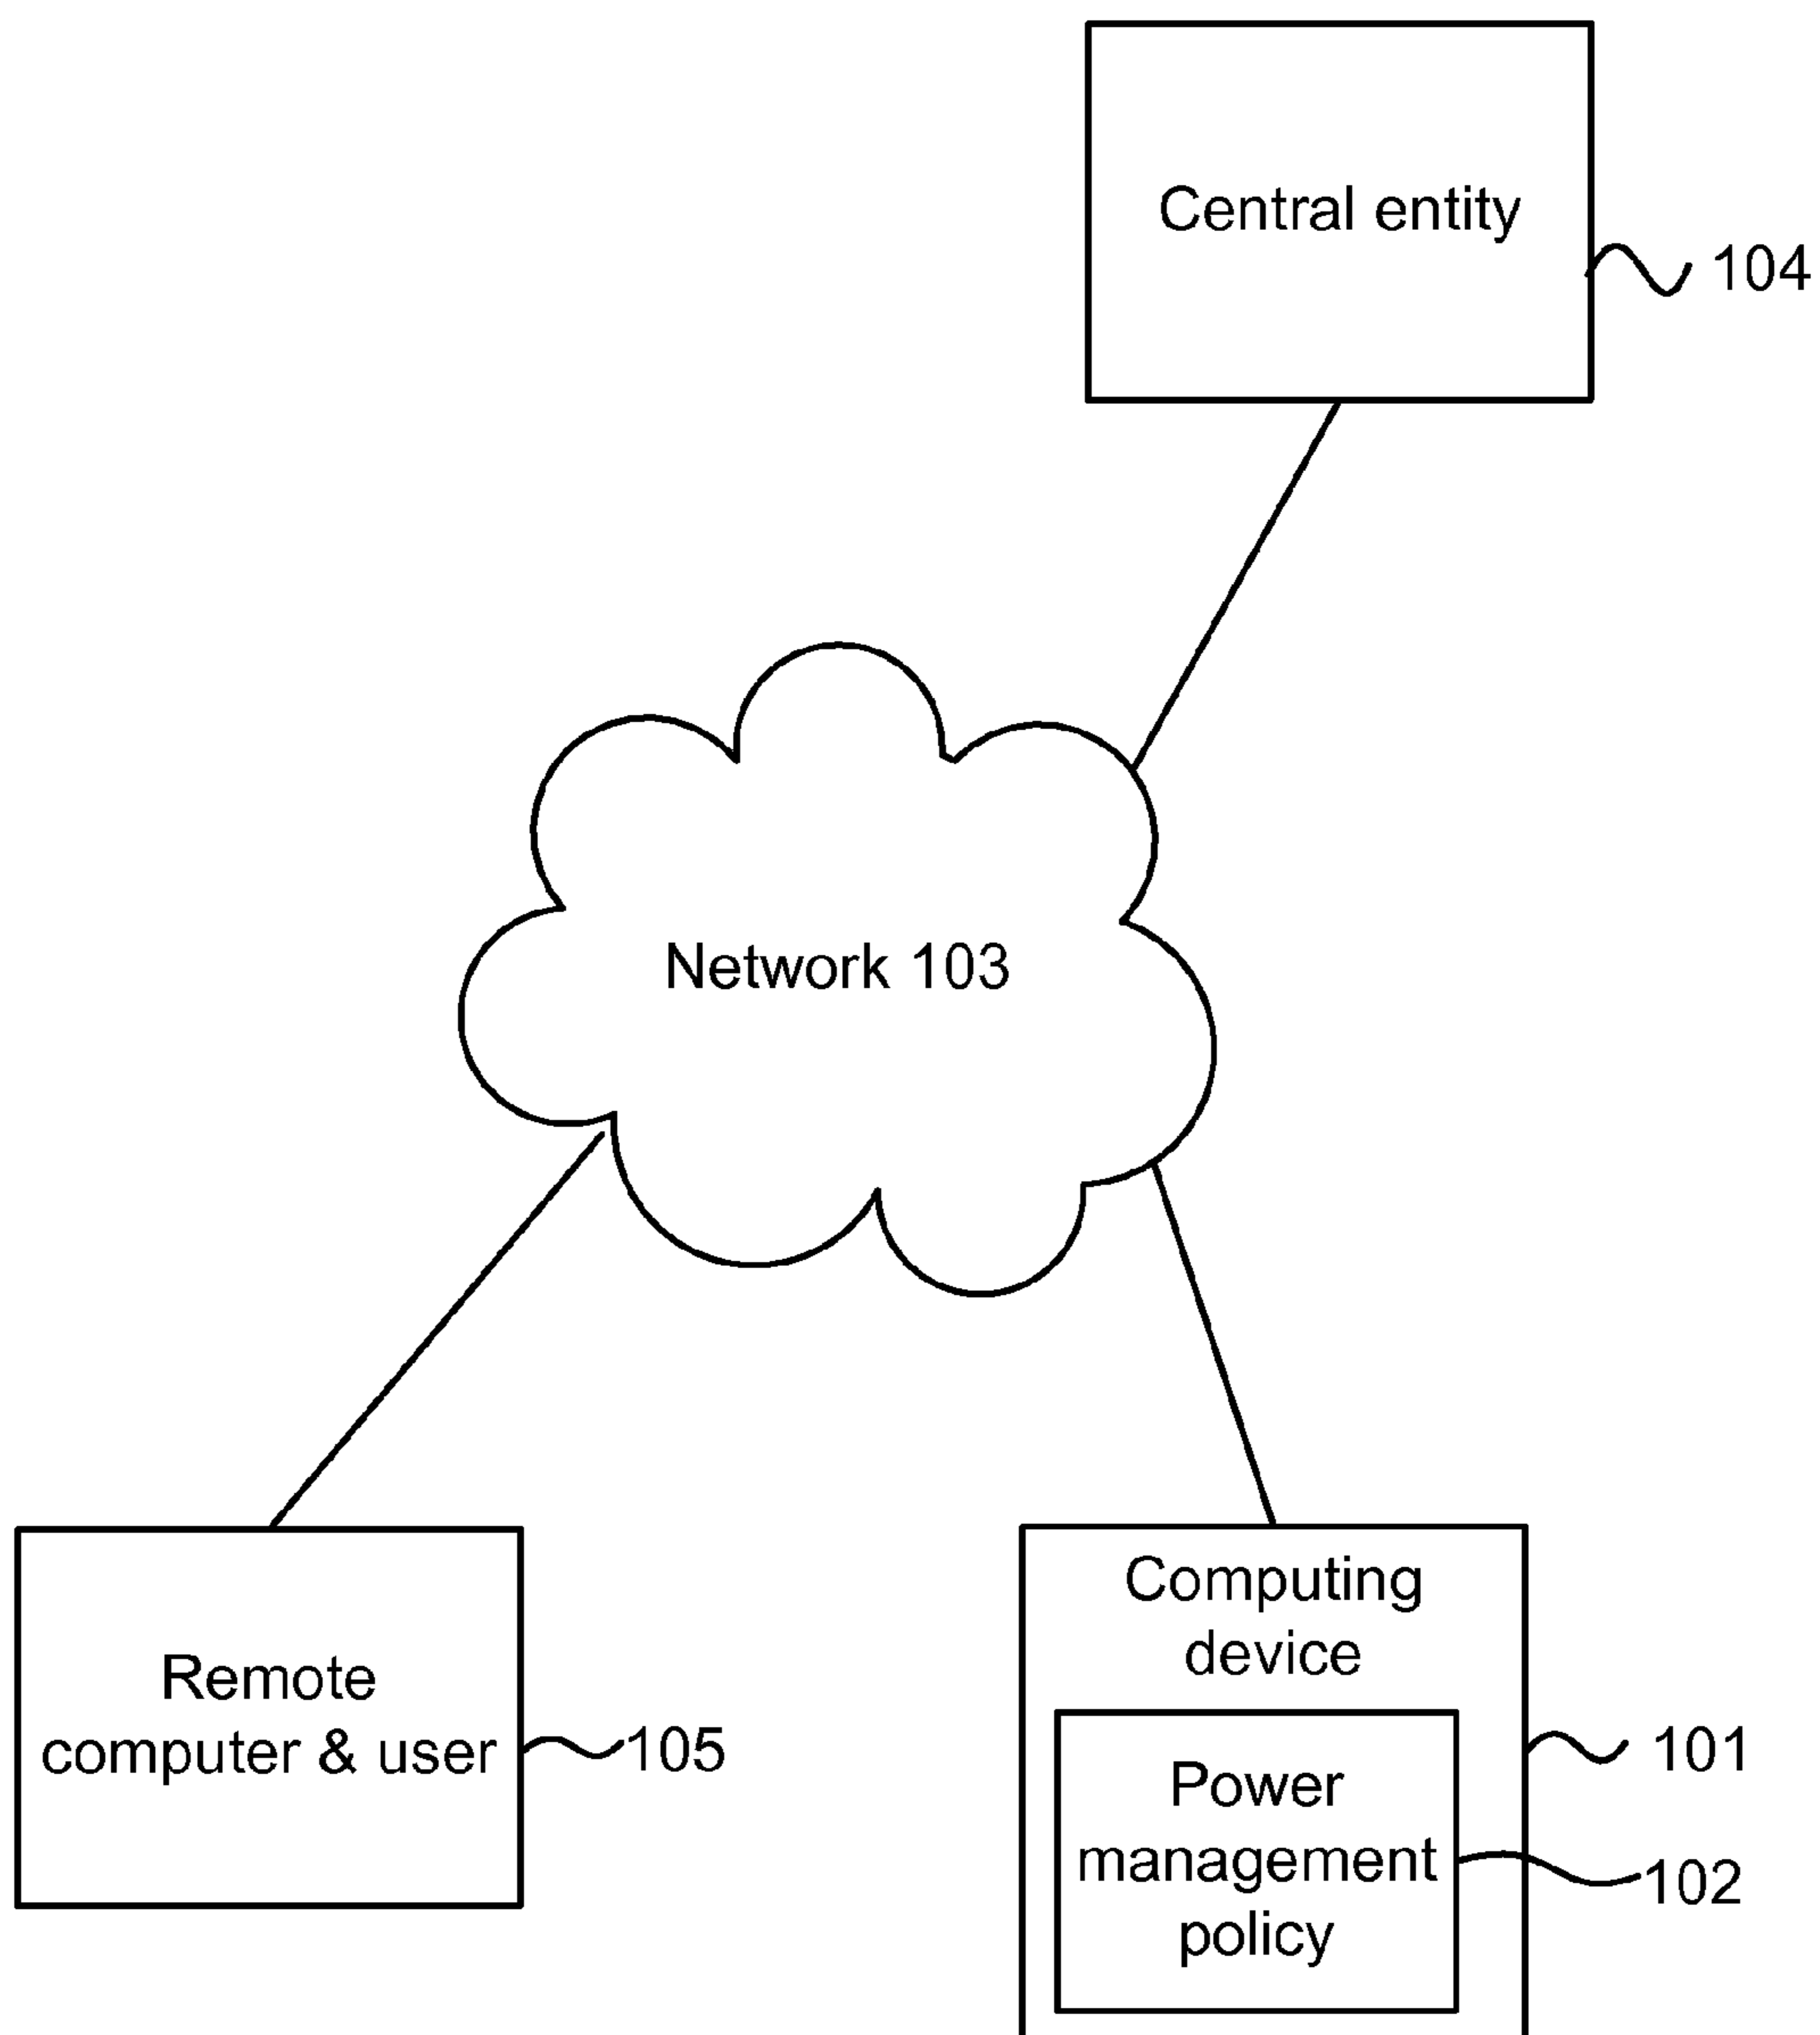 Central entity
104
Network 103
Remote
computer & user
105
Computing
device
101
Power
management
policy
102